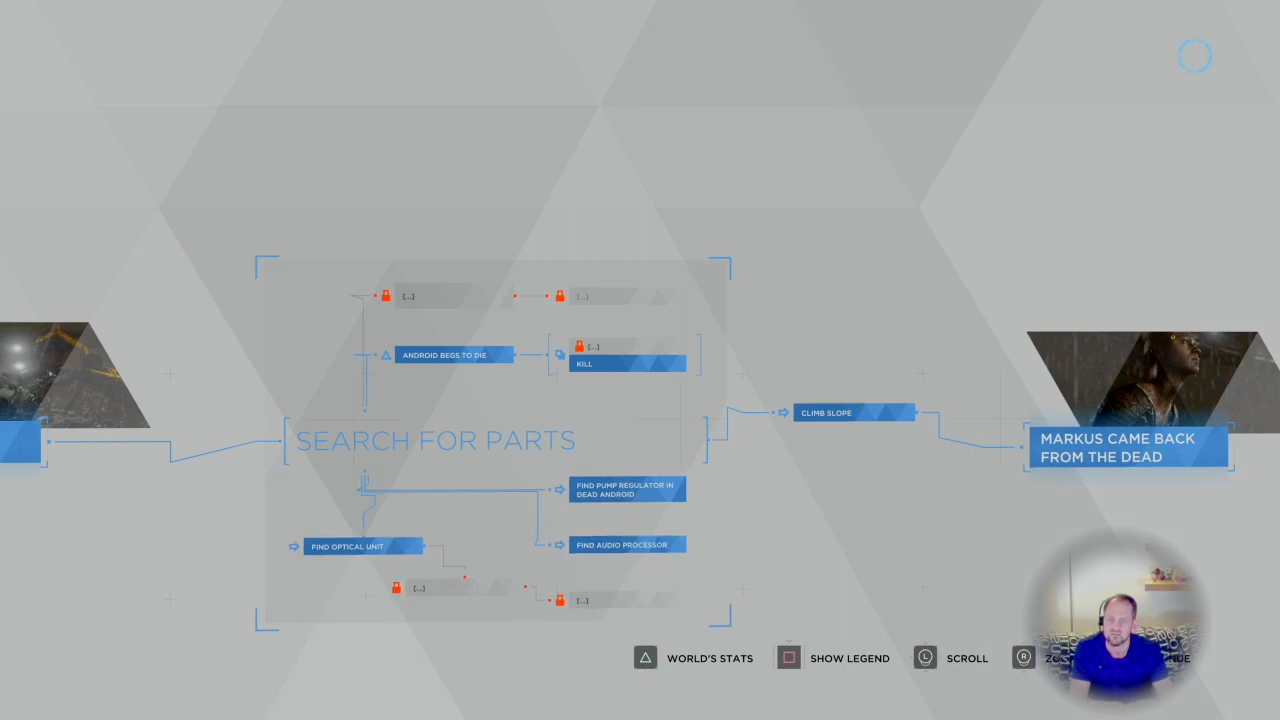 [...]
[...]
ANDROID BEGS TO DIE
[...]
KILL
SEARCH FOR PARTS
CLIMB SLOPE
MARKUS CAME BACK
FROM THE DEAD
FIND PUMP REGULATOR IN
DEAD ANDROID
FIND OPTICAL UNIT
FIND AUDIO PROCESSOR
[...]
[...]
WORLD'S STATS
SHOW LEGEND
L
SCROLL
R